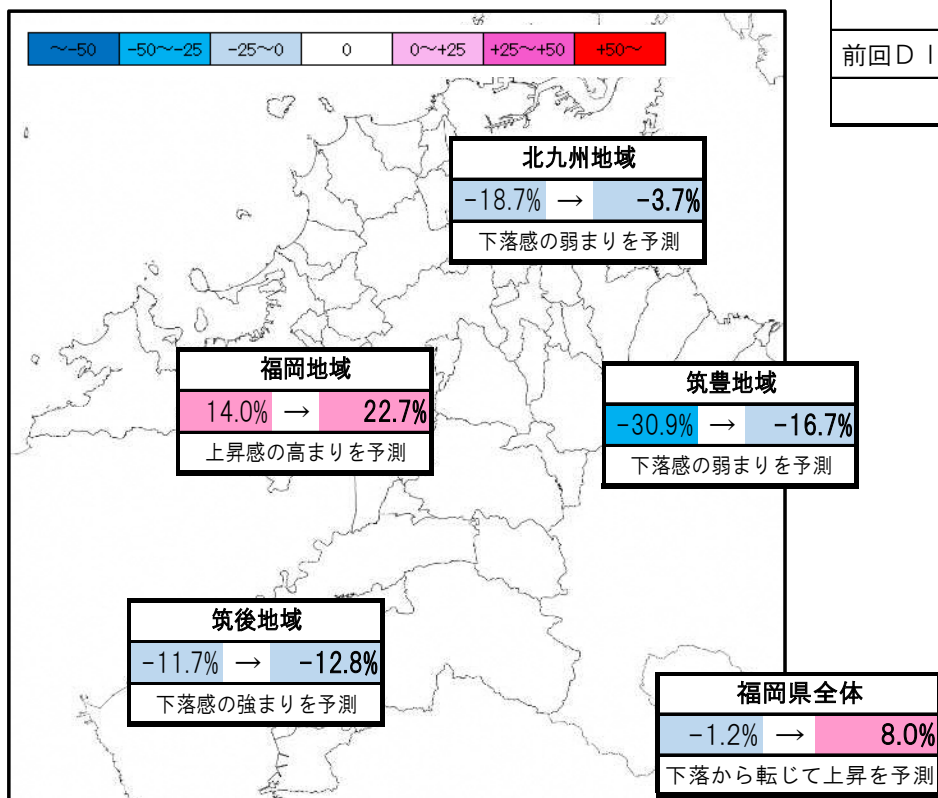 ~-50 -50~-25 -25~0 0 0~+25 +25~+50 +50~
前回DI
北九州地域
-18.7% → -3.7%
下落感の弱まりを予測
福岡地域
14.0% → 22.7%
上昇感の高まりを予測
筑豊地域
-30.9% → -16.7%
下落感の弱まりを予測
筑後地域
-11.7% → -12.8%
下落感の強まりを予測
福岡県全体
-1.2% → 8.0%
下落から転じて上昇を予測